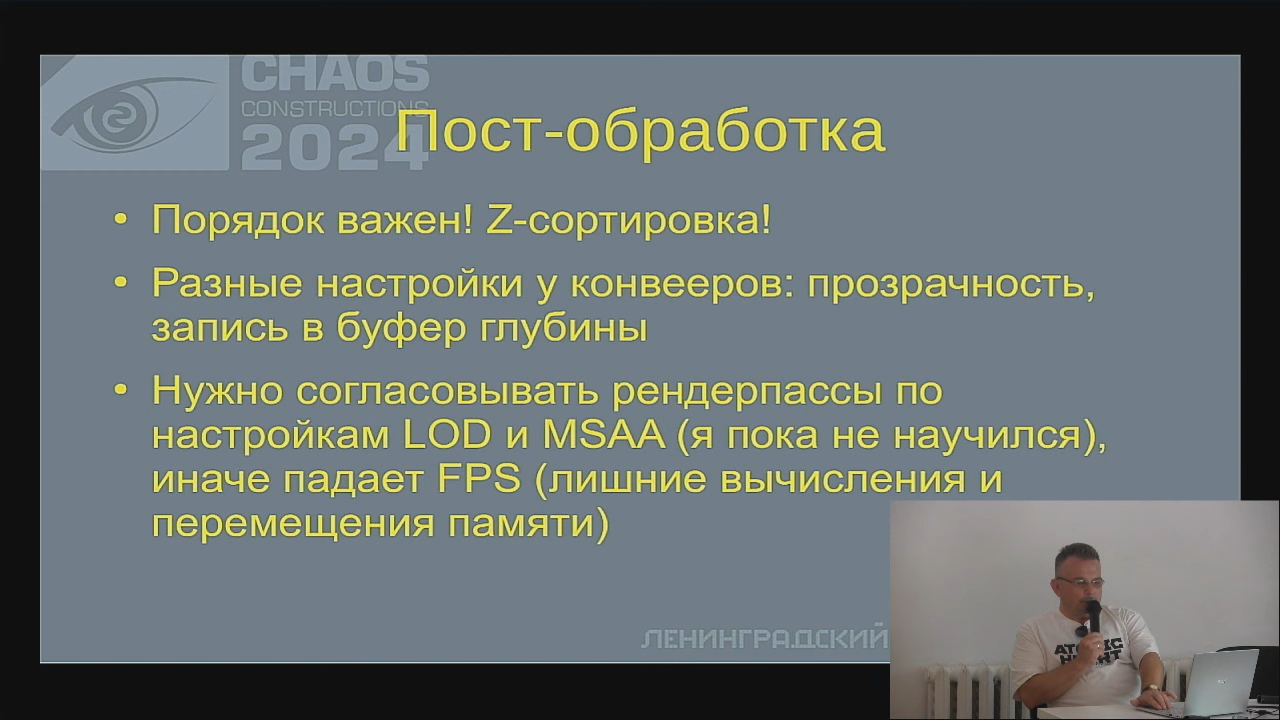 CHAOS
CONSTRUCTIONS
2024
Пост-обработка
• Порядок важен! Z-сортировка!
• Разные настройки у конвееров: прозрачность,
запись в буфер глубины
• Нужно согласовывать рендерпассы по
настройкам LOD и MSAA (я пока не научился),
иначе падает FPS (лишние вычисления и
перемещения памяти)
ЛЕНИНГРАДСКИЙ
ATOMIC